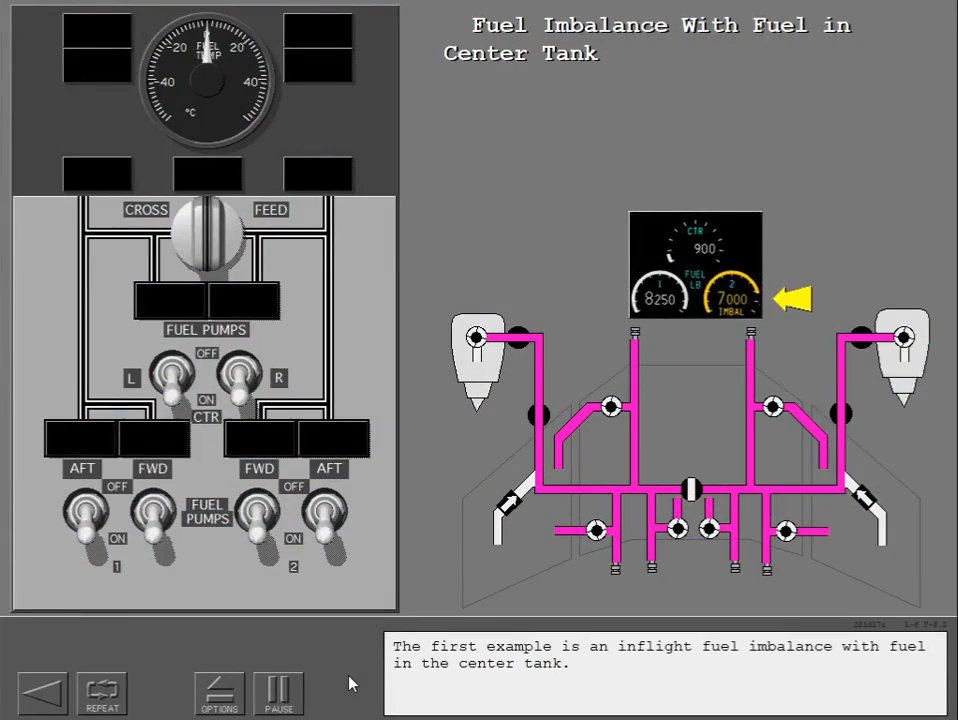 Fuel Imbalance With Fuel in
Center Tank
20
FUEL
TEMP
20
40
40
°C
CROSS
FEED
FUEL PUMPS
OFF
L
R
ON
CTR
AFT
FWD
FWD
AFT
OFF
OFF
FUEL
PUMPS
ON
ON
1
2
CTR
900
FUEL
LB
1
8250
2
7000
IMBAL
The first example is an inflight fuel imbalance with fuel
in the center tank.
REPEAT
OPTIONS
PAUSE